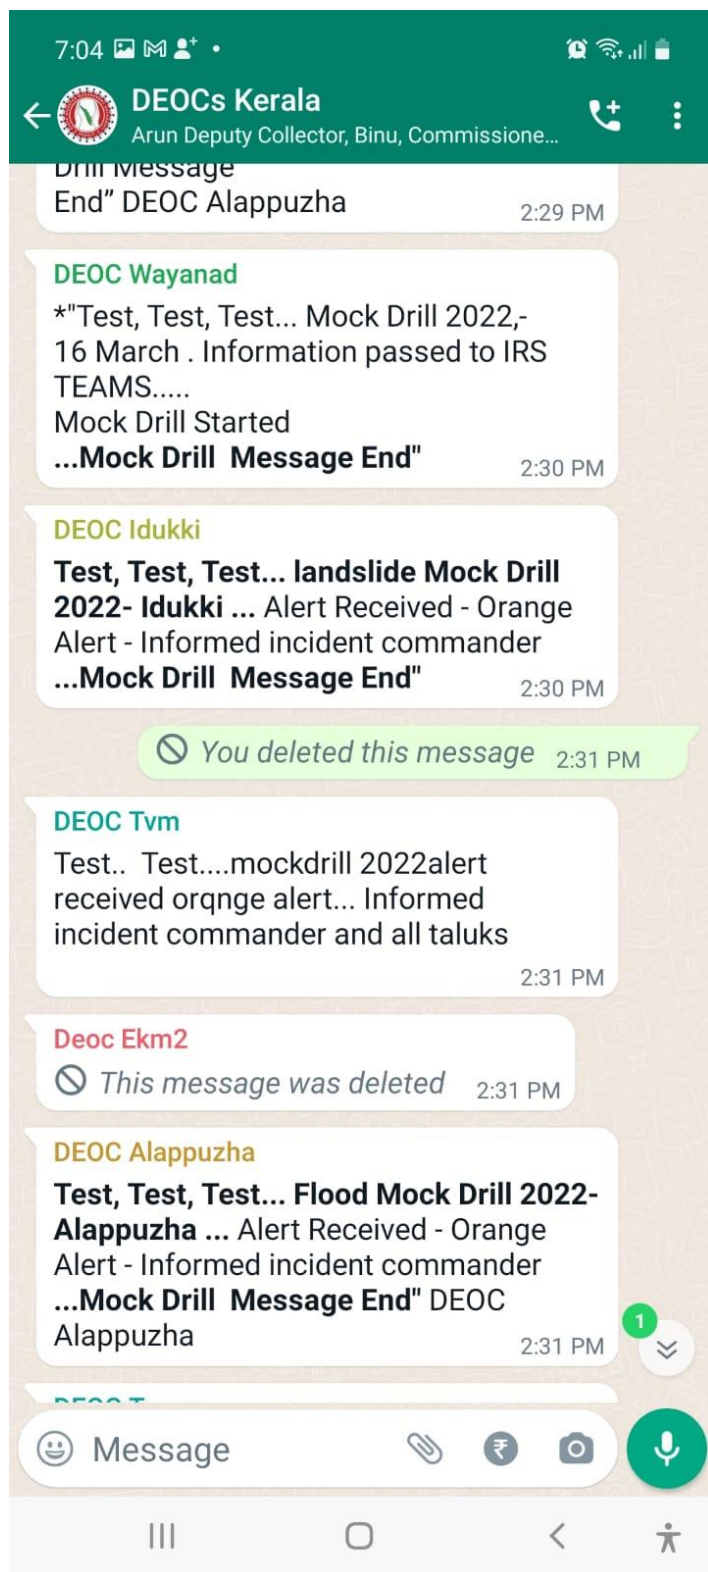 7:04
DEOCs Kerala
Arun Deputy Collector, Binu, Commissione...
Drill Message
End” DEOC Alappuzha
2:29 PM
DEOC Wayanad
*"Test, Test, Test... Mock Drill 2022,-
16 March . Information passed to IRS
TEAMS.....
Mock Drill Started
...Mock Drill Message End"
2:30 PM
DEOC Idukki
Test, Test, Test... landslide Mock Drill
2022- Idukki ... Alert Received - Orange
Alert - Informed incident commander
...Mock Drill Message End"
2:30 PM
You deleted this message 2:31 PM
DEOC Tvm
Test.. Test....mockdrill 2022alert
received orqnge alert... Informed
incident commander and all taluks
2:31 PM
Deoc Ekm2
This message was deleted 2:31 PM
DEOC Alappuzha
Test, Test, Test... Flood Mock Drill 2022-
Alappuzha ... Alert Received - Orange
Alert - Informed incident commander
...Mock Drill Message End" DEOC
Alappuzha
2:31 PM
1
Message